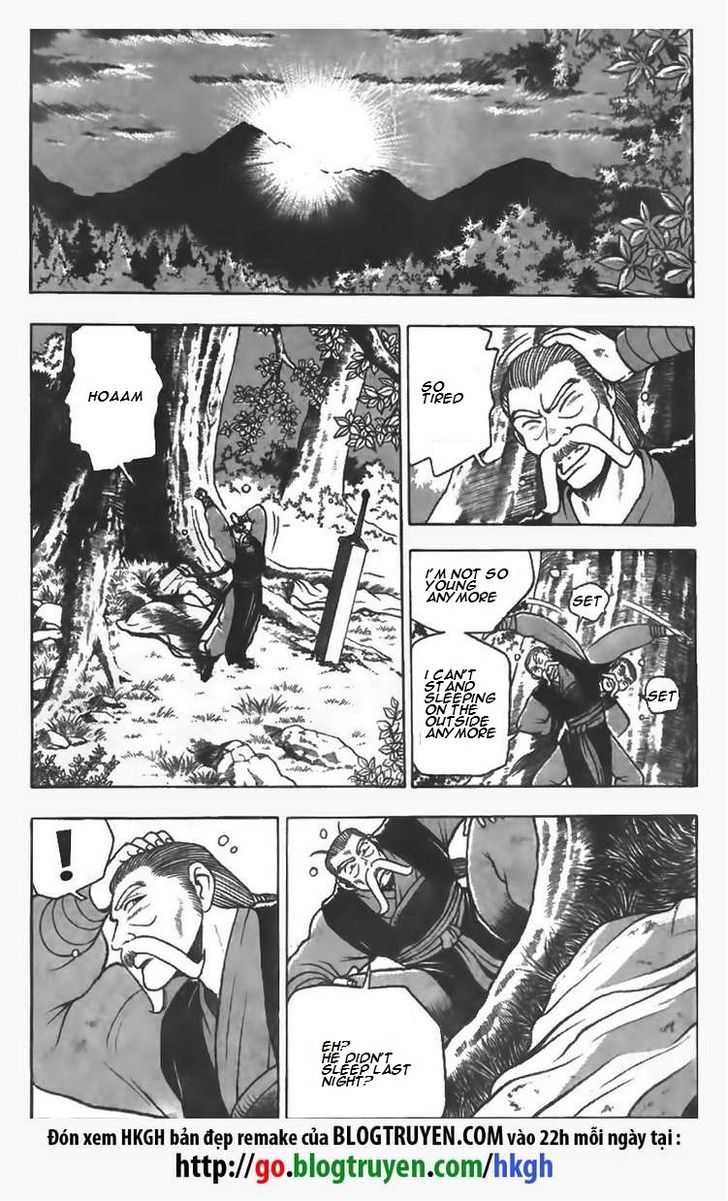 HOAAM
SO
TIRED
I'M NOT SO
YOUNG
ANYMORE
SET
I CAN'T
STAND
SLEEPING
ON THE
OUTSIDE
ANYMORE
SET
!
EH?
HE DIDN'T
SLEEP LAST
NIGHT?
Đón xem HKGH bản đẹp remake của BLOGTRUYEN.COM vào 22h mỗi ngày tại :
http://go.blogtruyen.com/hkgh